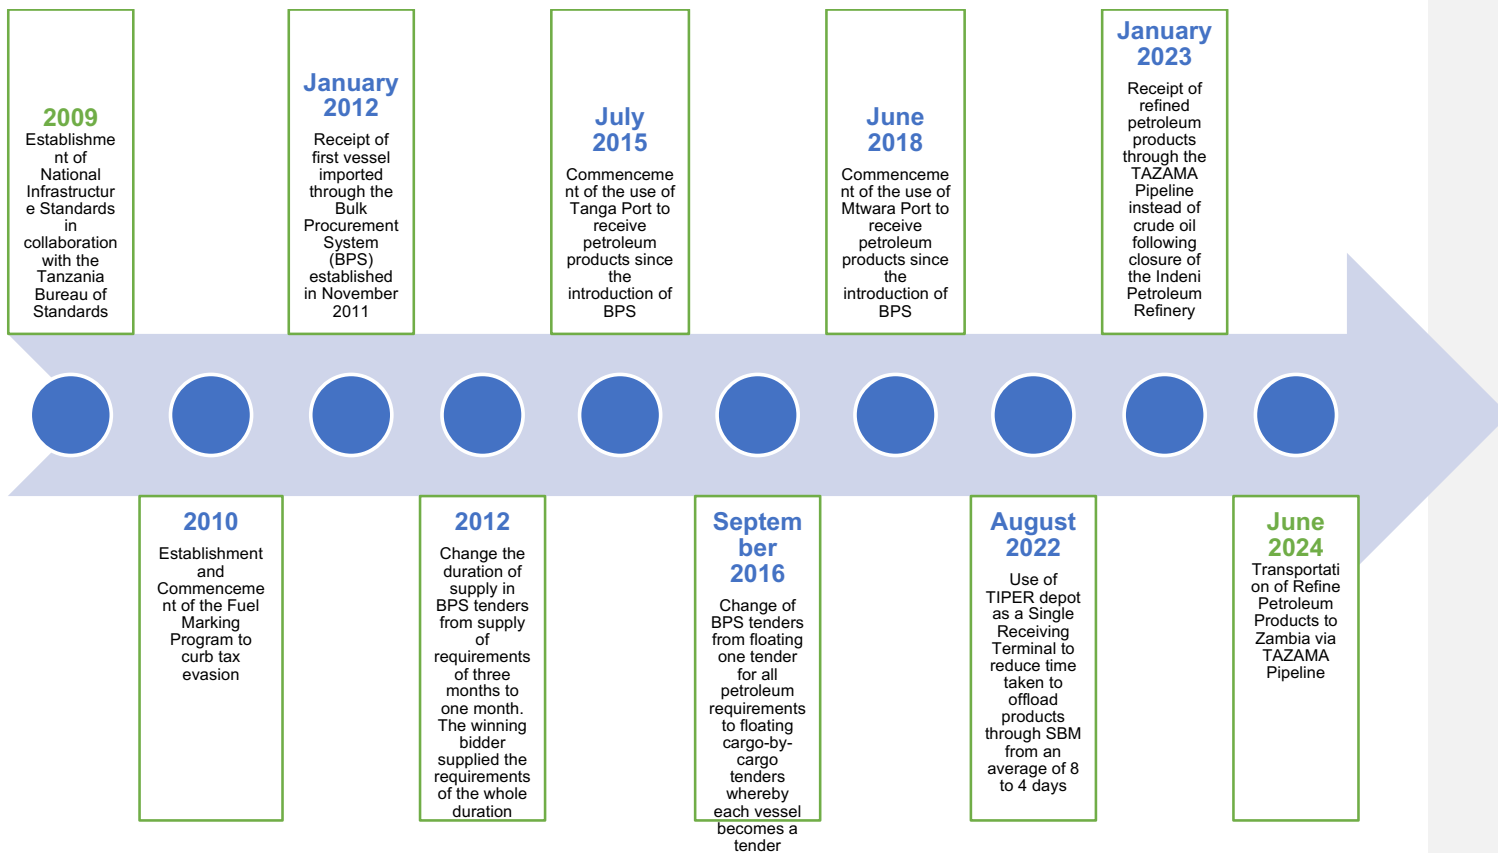 2009
Establishme
nt of
National
Infrastructur
e Standards
in
collaboration
with the
Tanzania
Bureau of
Standards
2010
Establishment
and
Commenceme
nt of the Fuel
Marking
Program to
curb tax
evasion
January
2012
Receipt of
first vessel
imported
through the
Bulk
Procurement
System
(BPS)
established
in November
2011
2012
Change the
duration of
supply in
BPS tenders
from supply
of
requirements
of three
months to
one month.
The winning
bidder
supplied the
requirements
of the whole
duration
July
2015
Commenceme
nt of the use of
Tanga Port to
receive
petroleum
products since
the
introduction of
BPS
Septem
ber
2016
Change of
BPS tenders
from floating
one tender
for all
petroleum
requirements
to floating
cargo-by-
cargo
tenders
whereby
each vessel
becomes a
tender
June
2018
Commenceme
nt of the use of
Mtwara Port to
receive
petroleum
products since
the
introduction of
BPS
August
2022
Use of
TIPER depot
as a Single
Receiving
Terminal to
reduce time
taken to
offload
products
through SBM
from an
average of 8
to 4 days
January
2023
Receipt of
refined
petroleum
products
through the
TAZAMA
Pipeline
instead of
crude oil
following
closure of
the Indeni
Petroleum
Refinery
June
2024
Transportati
on of Refine
Petroleum
Products to
Zambia via
TAZAMA
Pipeline